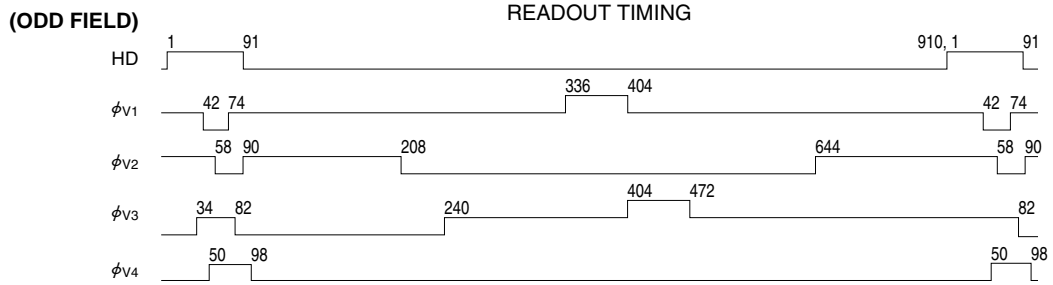 READOUT TIMING
(ODD FIELD)
HD 1 91 910, 1 91
ϕV1 42 74 336 404 42 74
ϕV2 58 90 208 644 58 90
ϕV3 34 82 240 404 472 82
ϕV4 50 98 50 98